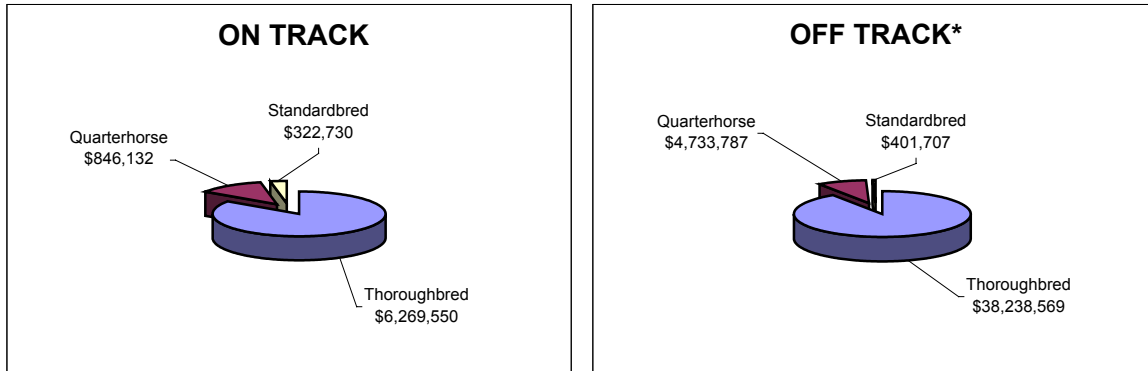 ON TRACK
Standardbred
$322,730
Quarterhorse
$846,132
Thoroughbred
$6,269,550
OFF TRACK*
Quarterhorse
$4,733,787
Standardbred
$401,707
Thoroughbred
$38,238,569